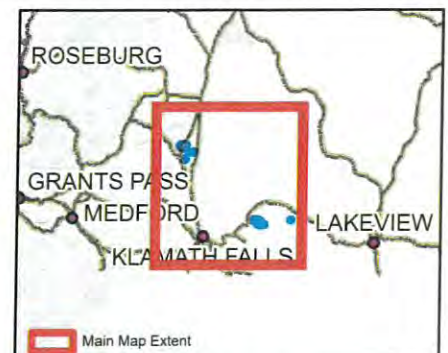 ROSEBURG
GRANTS PASS
MEDFORD
LAKEVIEW
KLAMATH FALLS
Main Map Extent